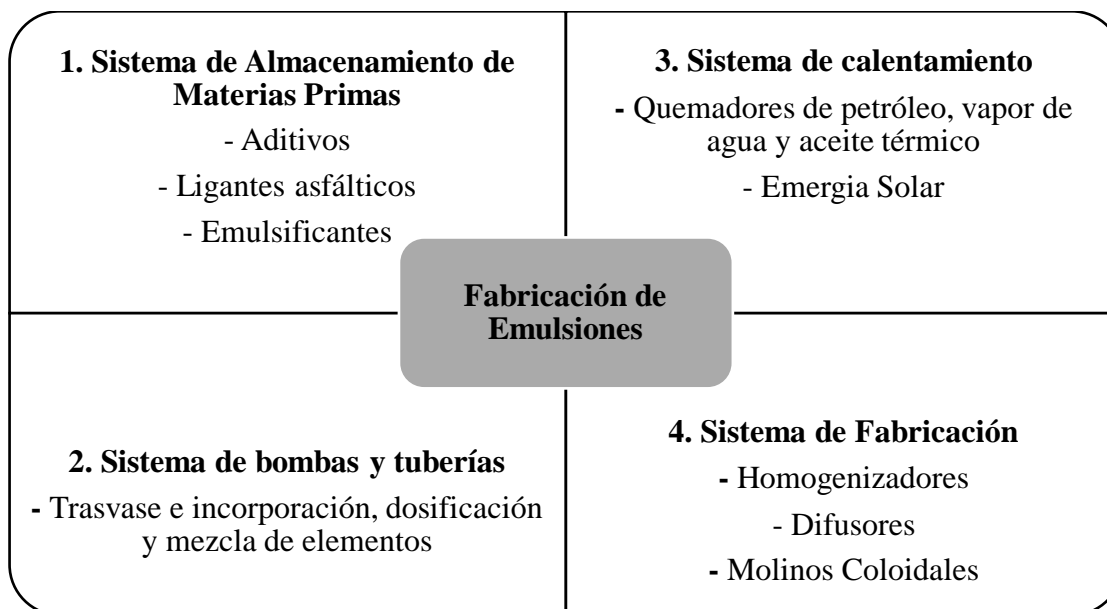 1. Sistema de Almacenamiento de
Materias Primas
- Aditivos
- Ligantes asfálticos
- Emulsificantes
2. Sistema de bombas y tuberías
- Trasvase e incorporación, dosificación
y mezcla de elementos
3. Sistema de calentamiento
- Quemadores de petróleo, vapor de
agua y aceite térmico
- Emergia Solar
4. Sistema de Fabricación
- Homogenizadores
- Difusores
- Molinos Coloidales
Fabricación de
Emulsiones